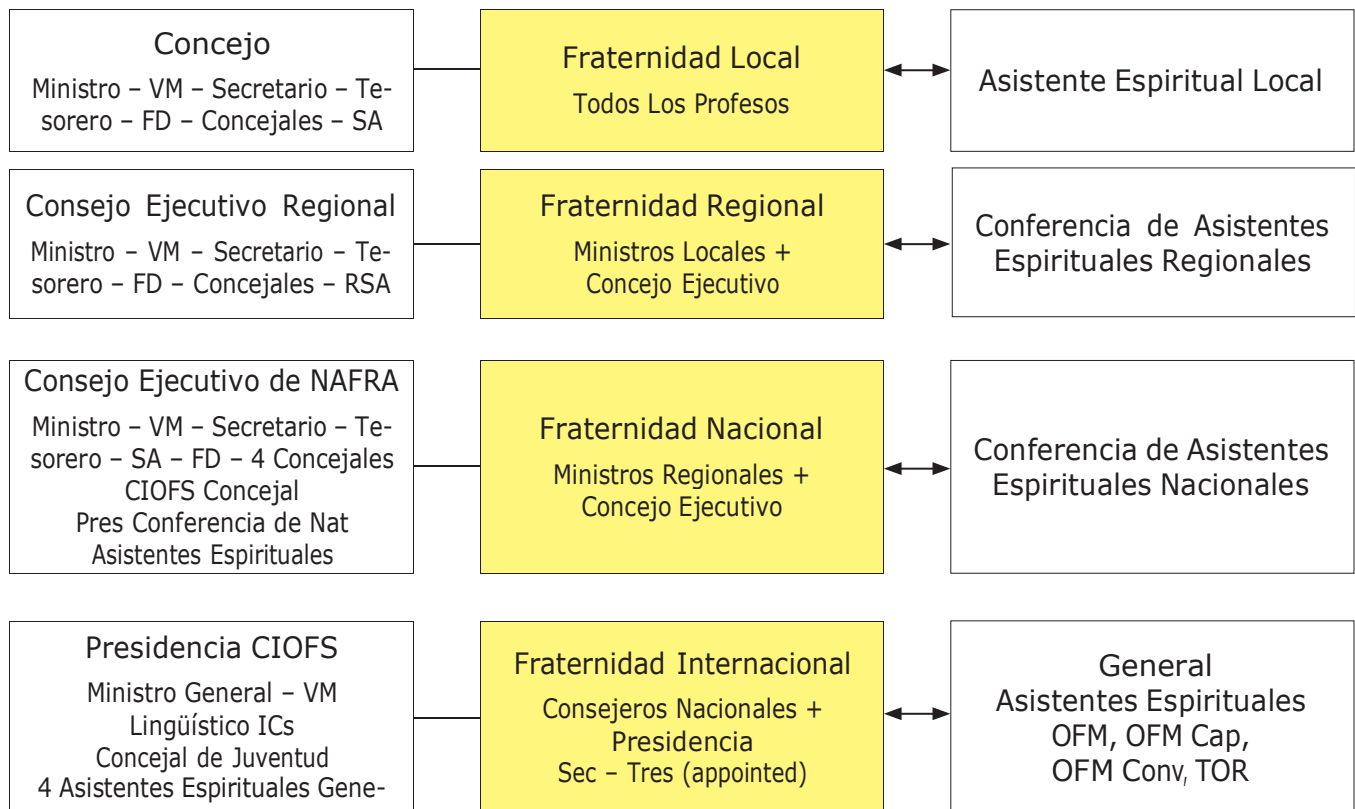 Concejo
Ministro – VM – Secretario – Te-
sorero – FD – Concejales – SA
Fraternidad Local
Todos Los Profesos
Asistente Espiritual Local
Consejo Ejecutivo Regional
Ministro – VM – Secretario – Te-
sorero – FD – Concejales – RSA
Fraternidad Regional
Ministros Locales +
Concejo Ejecutivo
Conferencia de Asistentes
Espirituales Regionales
Consejo Ejecutivo de NAFRA
Ministro – VM – Secretario – Te-
sorero – SA – FD – 4 Concejales
CIOFS Concejal
Pres Conferencia de Nat
Asistentes Espirituales
Fraternidad Nacional
Ministros Regionales +
Concejo Ejecutivo
Conferencia de Asistentes
Espirituales Nacionales
Presidencia CIOFS
Ministro General – VM
Lingüístico ICs
Concejal de Juventud
4 Asistentes Espirituales Gene-
Fraternidad Internacional
Consejeros Nacionales +
Presidencia
Sec – Tres (appointed)
General
Asistentes Espirituales
OFM, OFM Cap,
OFM Conv, TOR